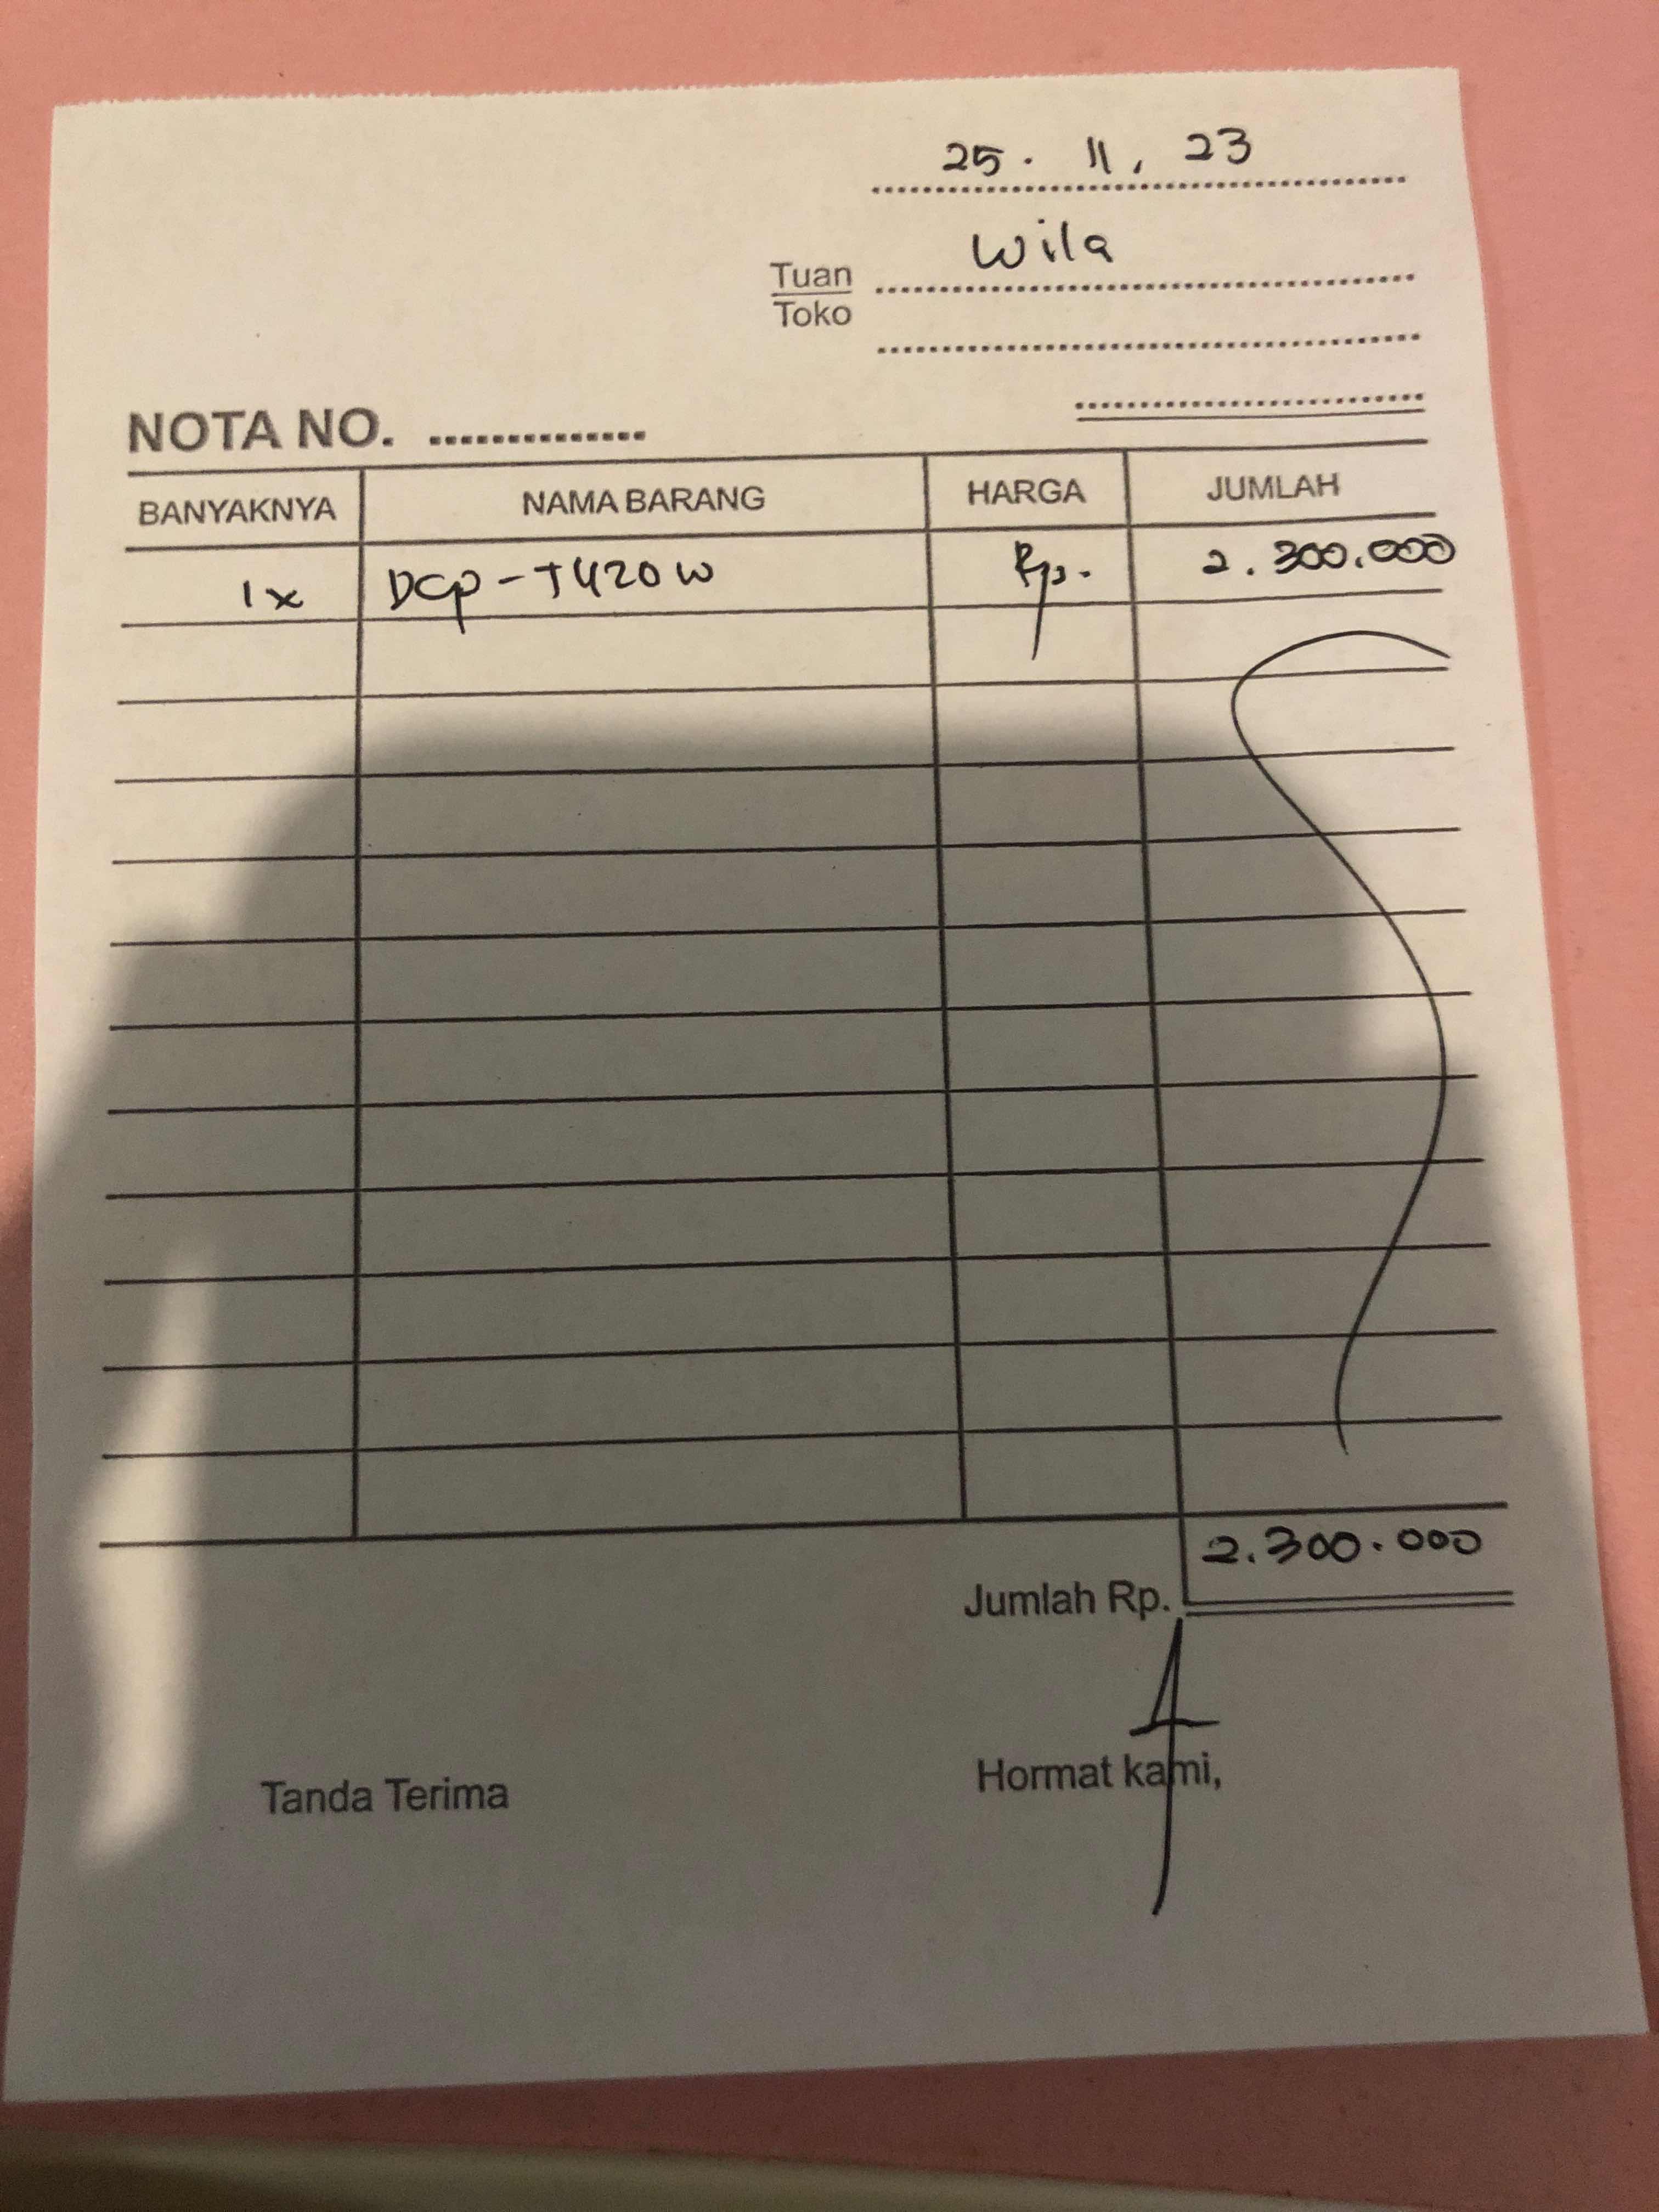 25 . 11 . 23
Tuan Wila
Toko
NOTA NO. ..............
BANYAKNYA NAMA BARANG HARGA JUMLAH
1x DCP-T420W Rp. 2.300.000
2.300.000
Jumlah Rp.
Tanda Terima Hormat kami,